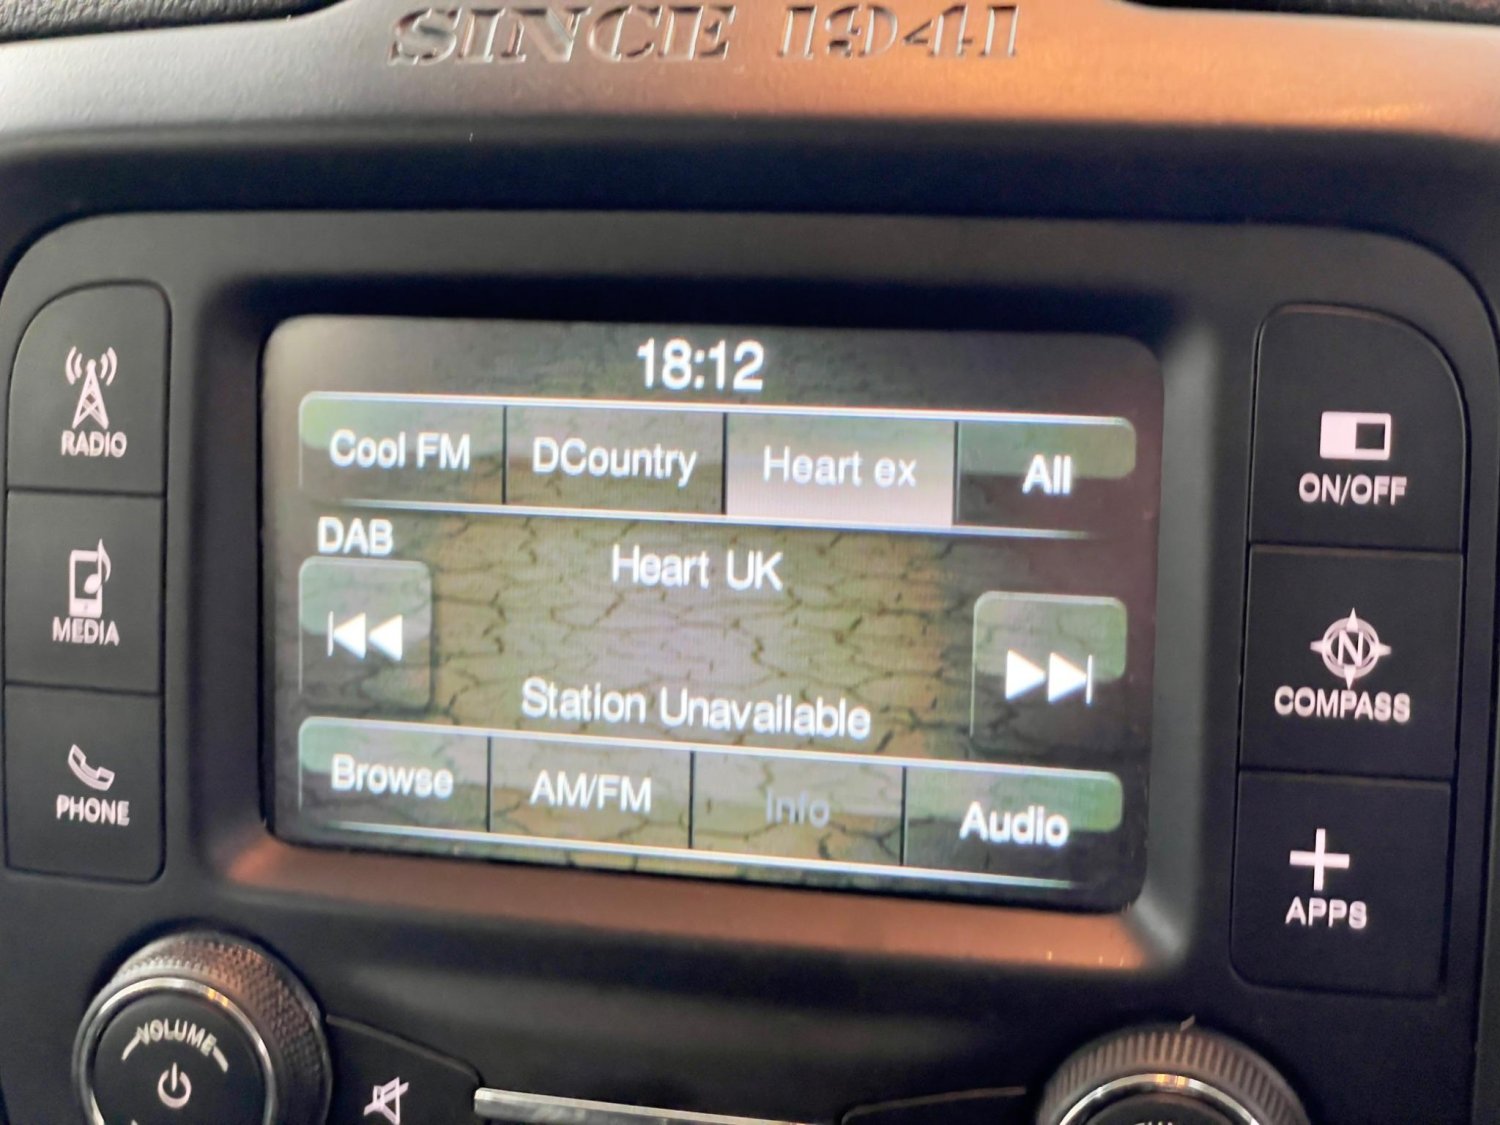 SINCE 1941
18:12
Cool FM DCountry Heart ex All
DAB
Heart UK
Station Unavailable
Browse AM/FM Info Audio
RADIO
MEDIA
PHONE
ON/OFF
N
COMPASS
APPS
VOLUME